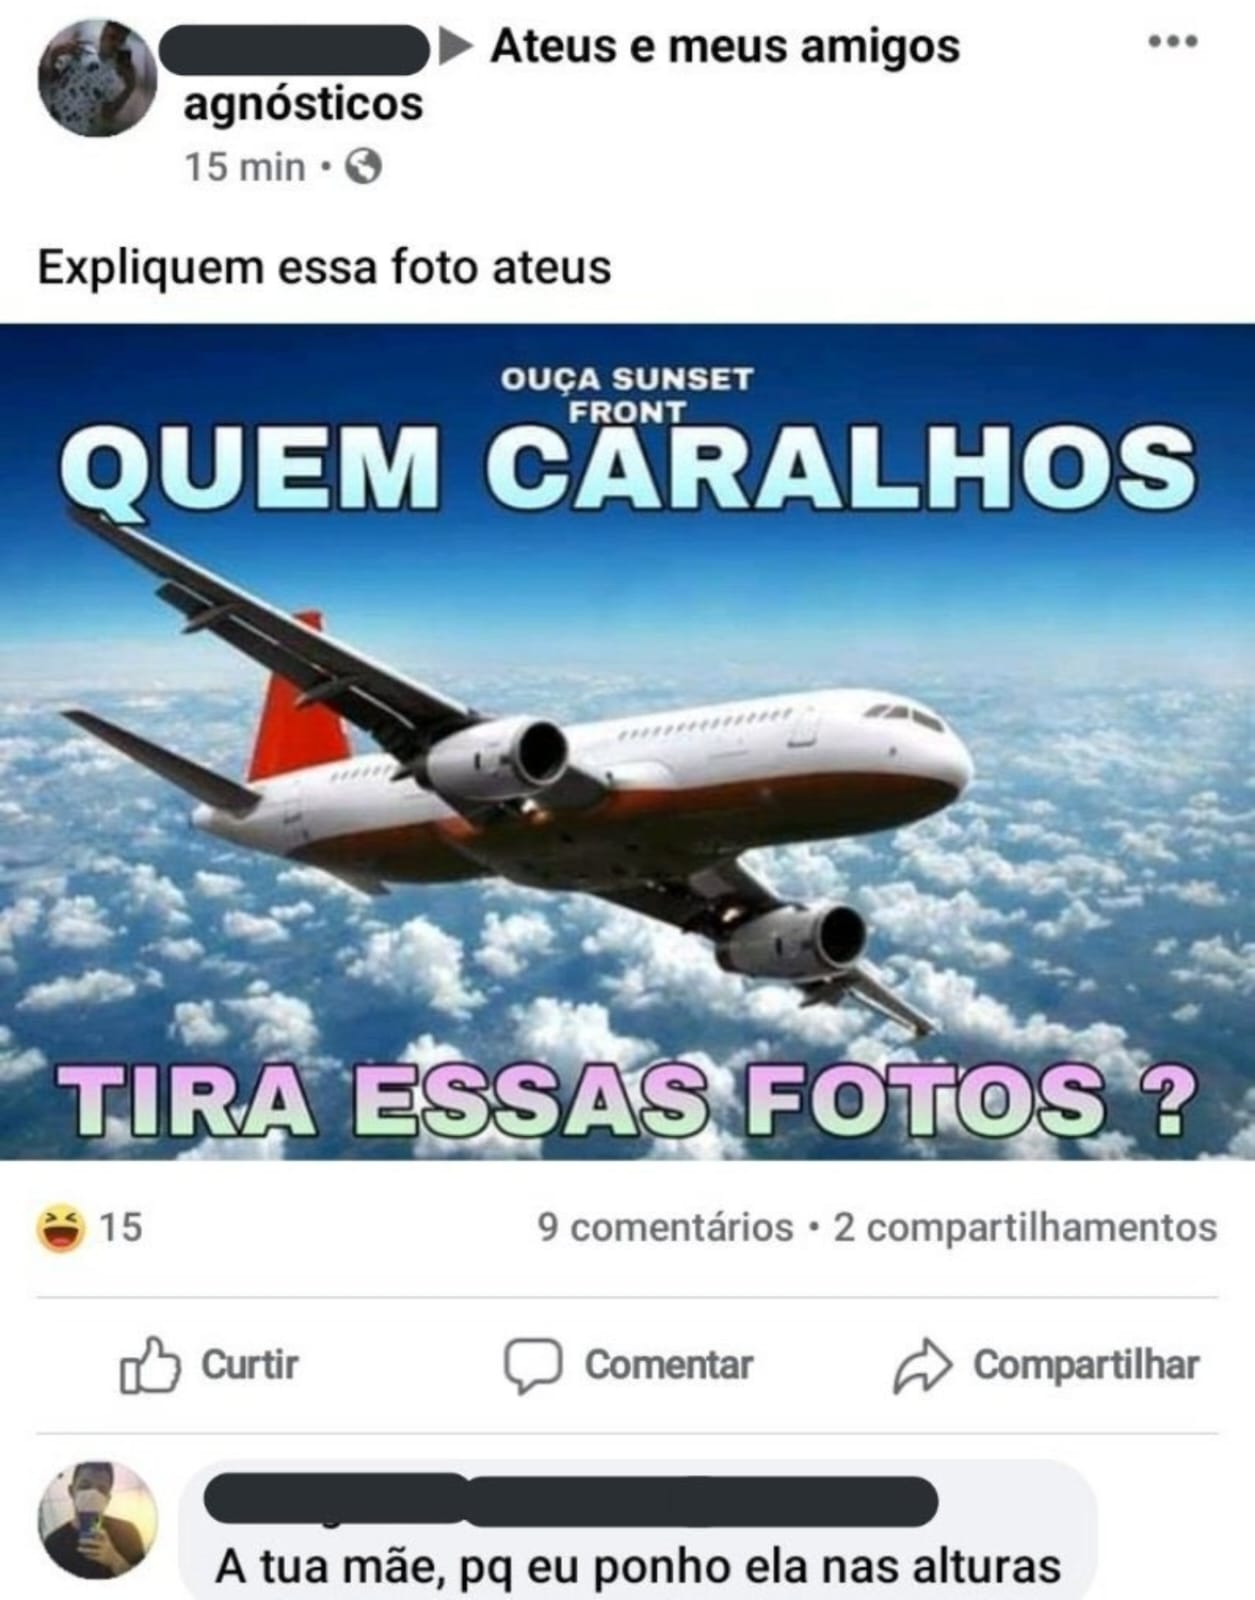 Ateus e meus amigos
agnósticos
15 min •
Expliquem essa foto ateus
OUÇA SUNSET
FRONT
QUEM CARALHOS
TIRA ESSAS FOTOS ?
15
9 comentários • 2 compartilhamentos
Curtir
Comentar
Compartilhar
A tua mãe, pq eu ponho ela nas alturas